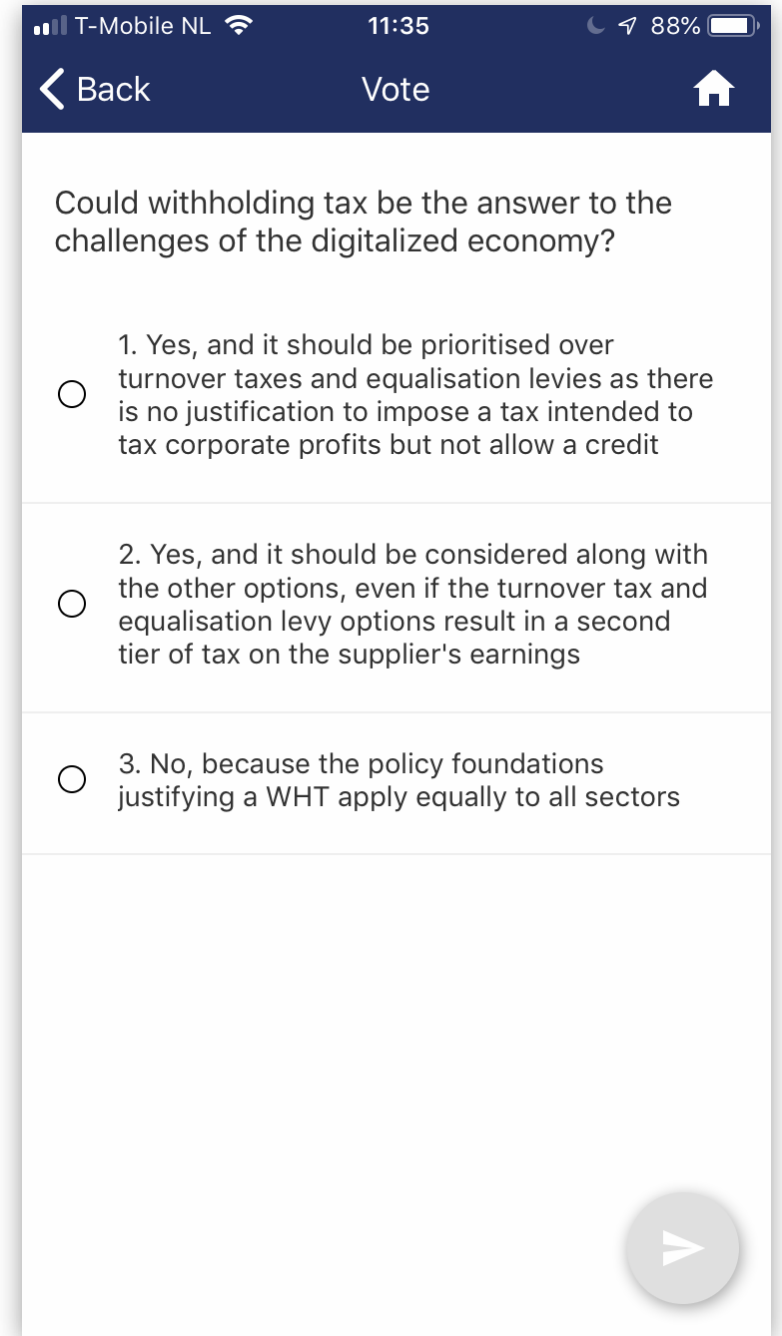 T-Mobile NL 11:35 88%
Back Vote
Could withholding tax be the answer to the
challenges of the digitalized economy?
1. Yes, and it should be prioritised over
turnover taxes and equalisation levies as there
is no justification to impose a tax intended to
tax corporate profits but not allow a credit
2. Yes, and it should be considered along with
the other options, even if the turnover tax and
equalisation levy options result in a second
tier of tax on the supplier's earnings
3. No, because the policy foundations
justifying a WHT apply equally to all sectors